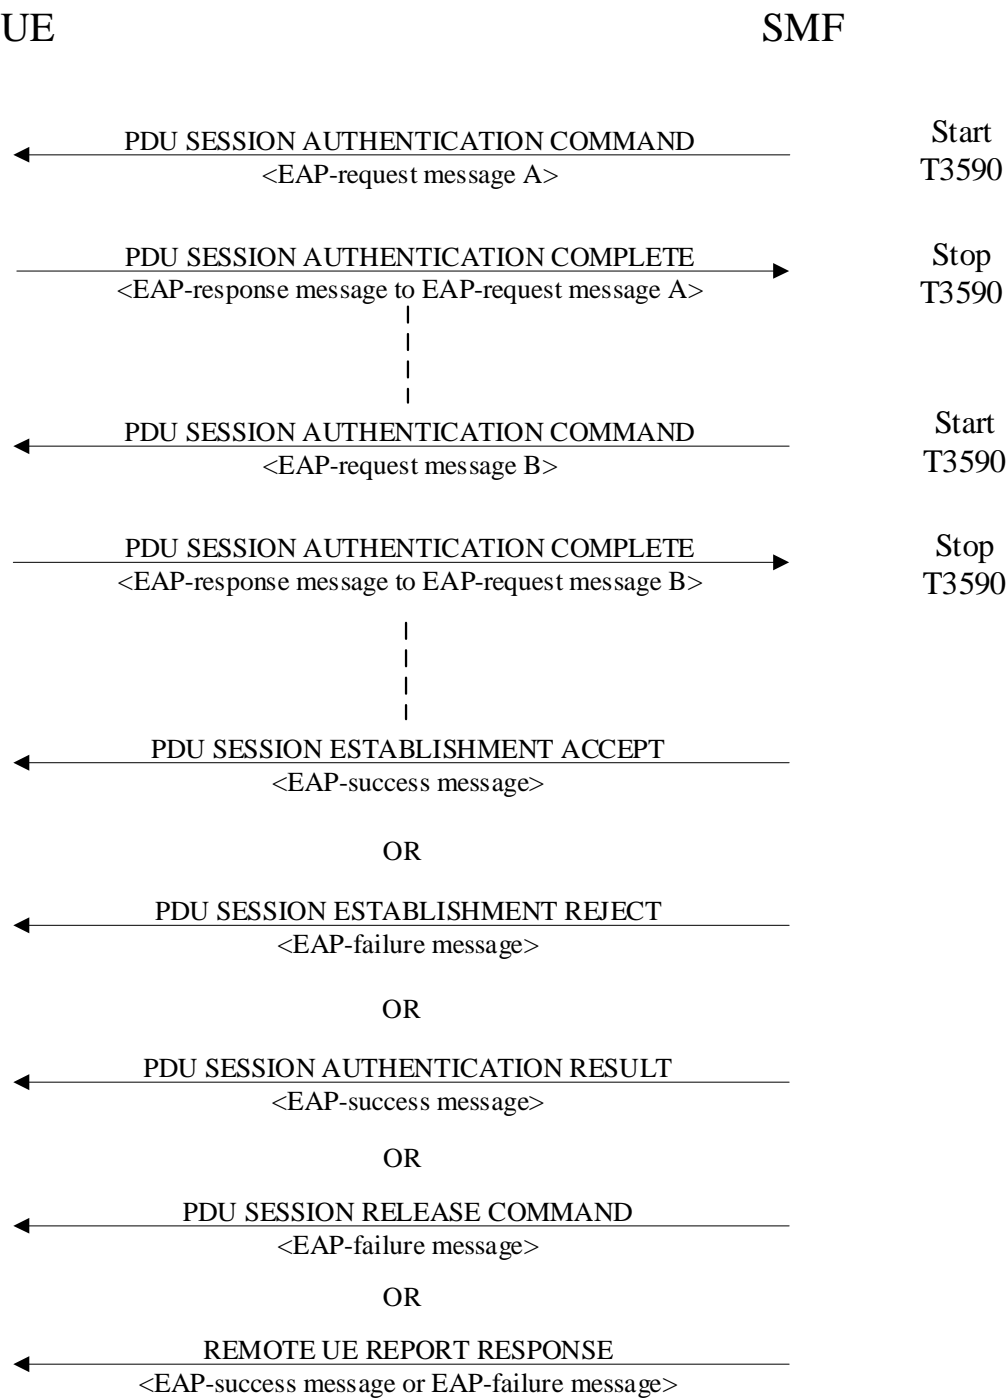 UE SMF
PDU SESSION AUTHENTICATION COMMAND
<EAP-request message A>
Start
T3590
PDU SESSION AUTHENTICATION COMPLETE
<EAP-response message to EAP-request message A>
Stop
T3590
PDU SESSION AUTHENTICATION COMMAND
<EAP-request message B>
Start
T3590
PDU SESSION AUTHENTICATION COMPLETE
<EAP-response message to EAP-request message B>
Stop
T3590
PDU SESSION ESTABLISHMENT ACCEPT
<EAP-success message>
OR
PDU SESSION ESTABLISHMENT REJECT
<EAP-failure message>
OR
PDU SESSION AUTHENTICATION RESULT
<EAP-success message>
OR
PDU SESSION RELEASE COMMAND
<EAP-failure message>
OR
REMOTE UE REPORT RESPONSE
<EAP-success message or EAP-failure message>